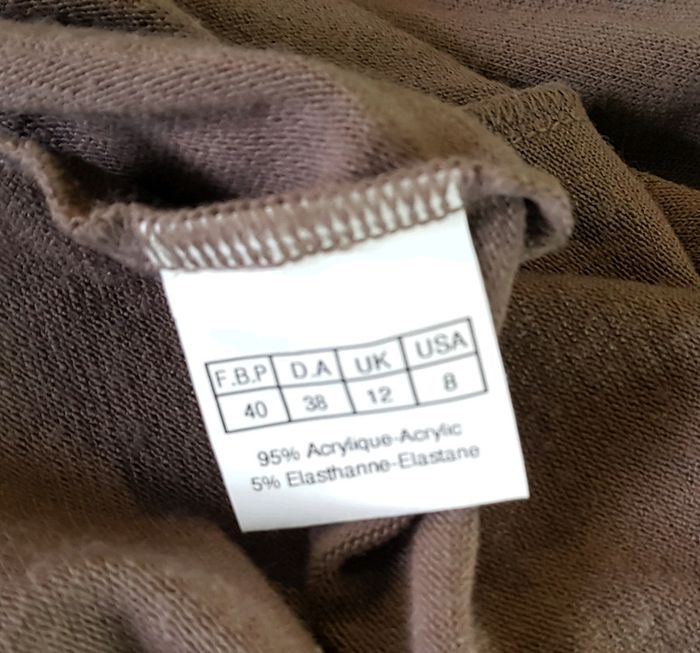 F.B.P D.A UK USA
40 38 12 8
95% Acrylique-Acrylic
5% Elasthanne-Elastane